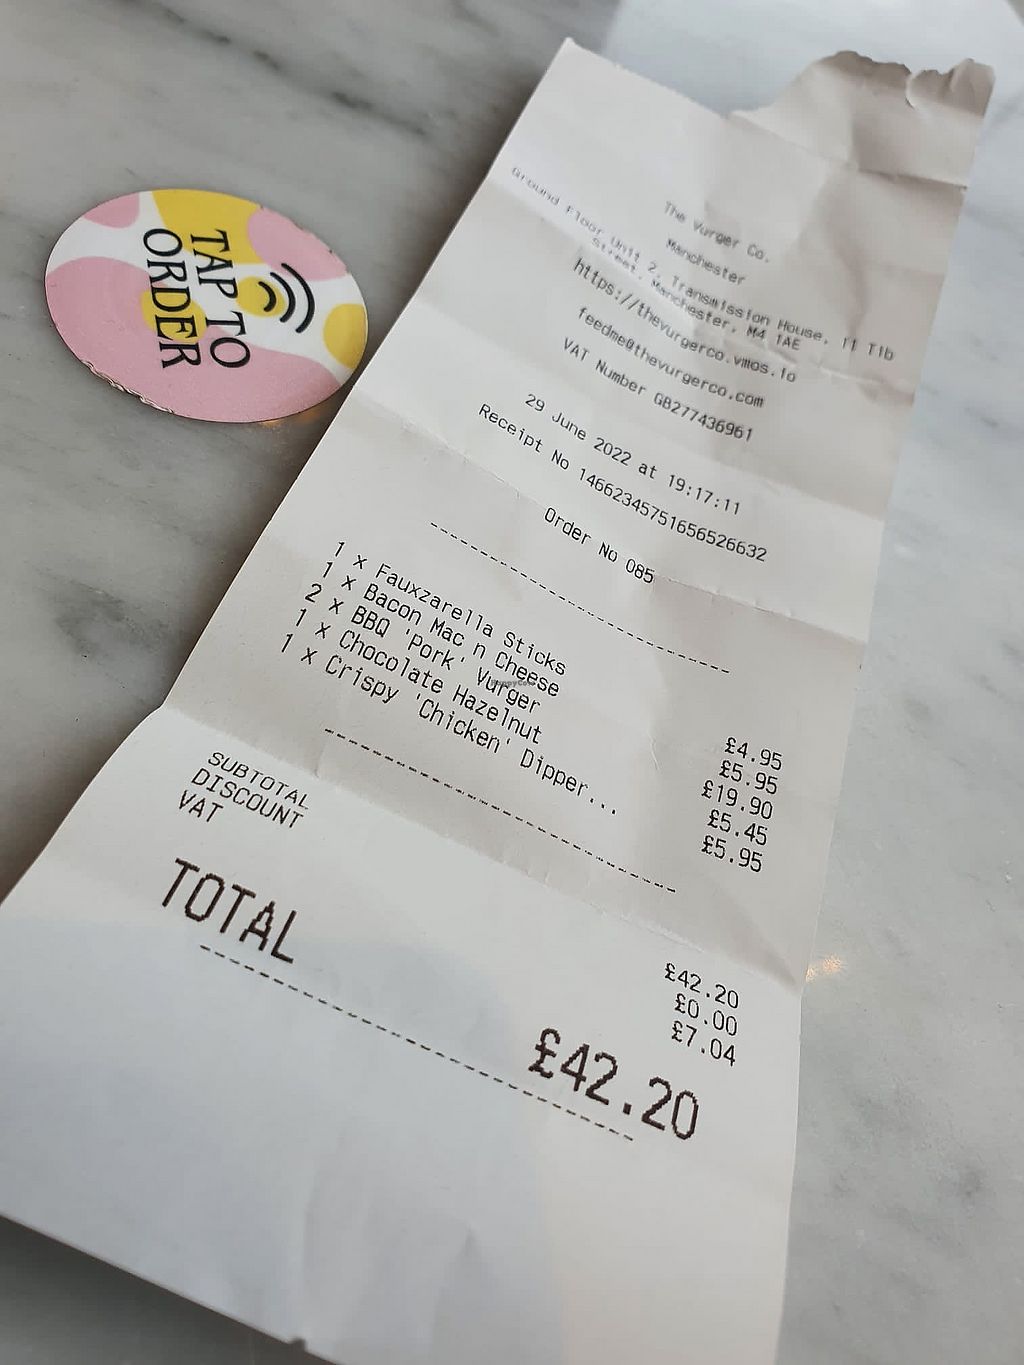 TAP TO
ORDER
The Vurger Co.
Manchester
Ground Floor Unit 2, Transmission House, 11 Tib
Street, Manchester, M4 1AE
https://thevurgerco.vmos.io
feedme@thevurgerco.com
VAT Number GB277436961
29 June 2022 at 19:17:11
Receipt No 14662345751656526632
Order No 085
1 x Fauxzarella Sticks £4.95
1 x Bacon Mac n Cheese £5.95
2 x BBQ 'Pork' Vurger £19.90
1 x Chocolate Hazelnut £5.45
1 x Crispy 'Chicken' Dipper... £5.95
SUBTOTAL £42.20
DISCOUNT £0.00
VAT £7.04
TOTAL £42.20
HappyCow